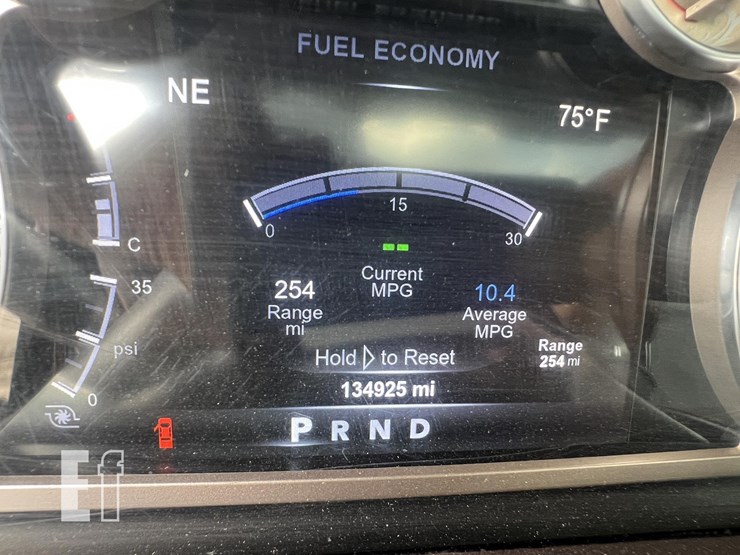 FUEL ECONOMY
NE
75°F
15
0
30
C
35
psi
0
Current
MPG
254
Range
mi
10.4
Average
MPG
Range
254 mi
Hold to Reset
134925 mi
P R N D
Ef